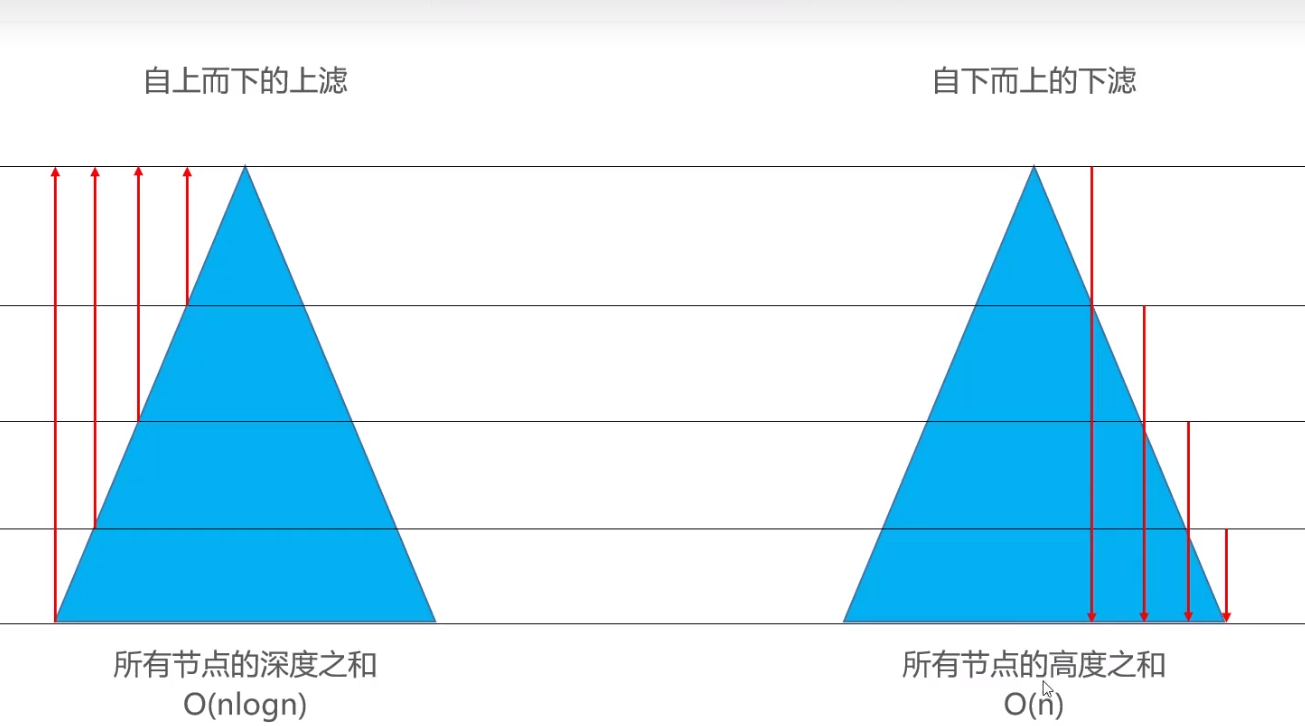 自上而下的上滤
自下而上的下滤
所有节点的深度之和
O(nlogn)
所有节点的高度之和
O(n)